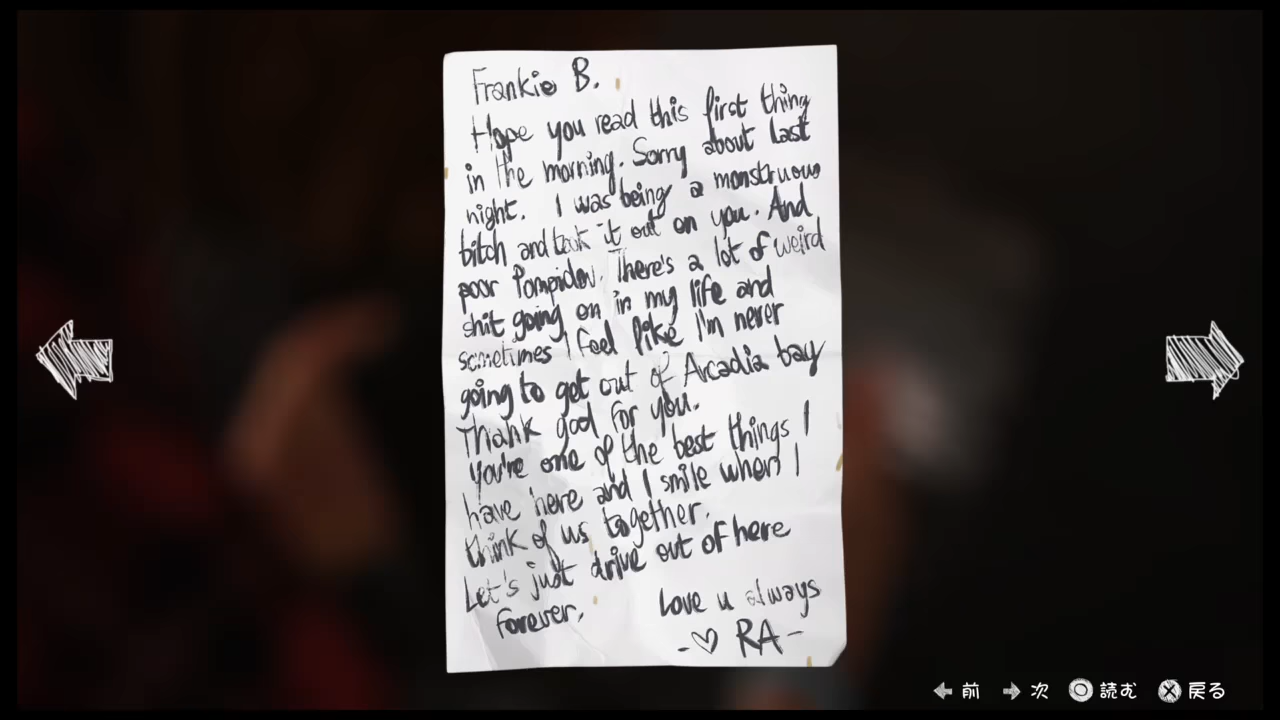 Frankie B.
Hope you read this first thing
in the morning. Sorry about last
night. I was being a monstruous
bitch and took it out on you. And
poor Pompidou. There's a lot of weird
shit going on in my life and
sometimes I feel like I'm never
going to get out of Arcadia bay
Thank god for you.
You're one of the best things I
have here and I smile when I
think of us together.
Let's just drive out of here
forever.
Love u always
-♡ RA-
前 次 読む 戻る